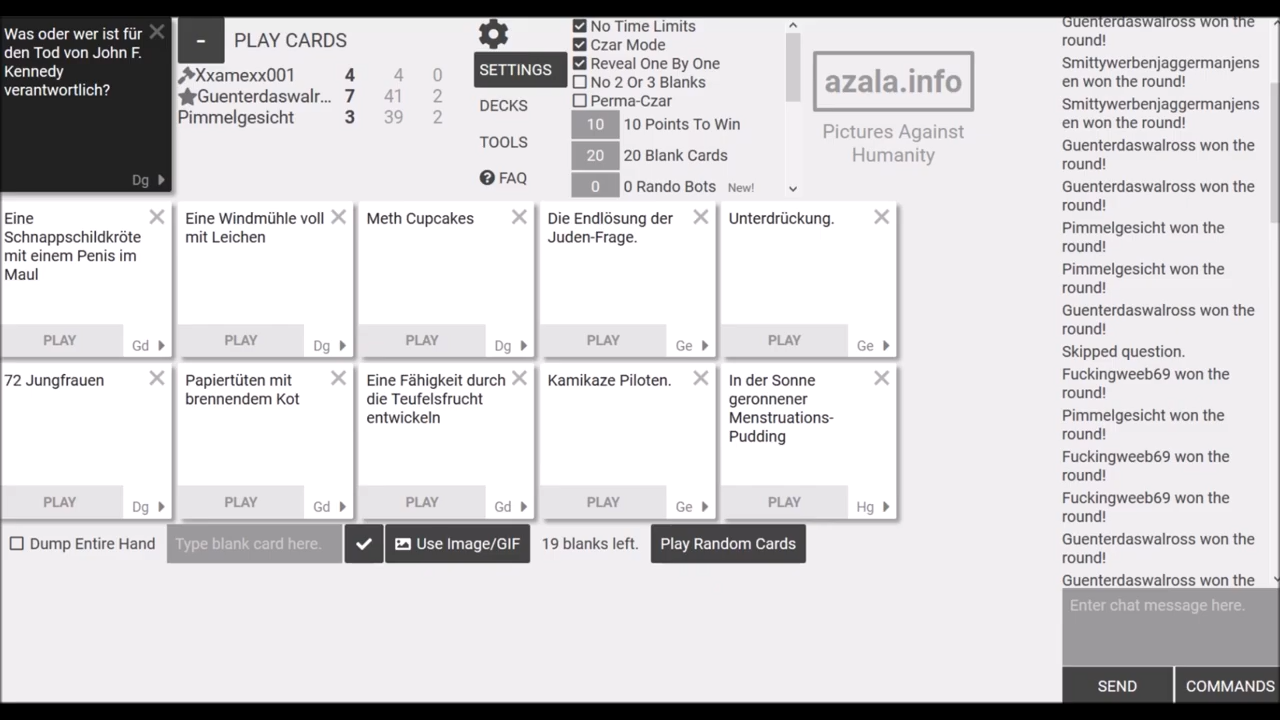 Was oder wer ist für
den Tod von John F.
Kennedy
verantwortlich?
Dg
-
PLAY CARDS
Xxamexx001 4 4 0
Guenterdaswalr... 7 41 2
Pimmelgesicht 3 39 2
SETTINGS
DECKS
TOOLS
FAQ
No Time Limits
Czar Mode
Reveal One By One
No 2 Or 3 Blanks
Perma-Czar
10 10 Points To Win
20 20 Blank Cards
0 0 Rando Bots New!
azala.info
Pictures Against
Humanity
Eine
Schnappschildkröte
mit einem Penis im
Maul
PLAY
Gd
Eine Windmühle voll
mit Leichen
PLAY
Dg
Meth Cupcakes
PLAY
Dg
Die Endlösung der
Juden-Frage.
PLAY
Ge
Unterdrückung.
PLAY
Ge
72 Jungfrauen
PLAY
Dg
Papiertüten mit
brennendem Kot
PLAY
Gd
Eine Fähigkeit durch
die Teufelsfrucht
entwickeln
PLAY
Gd
Kamikaze Piloten.
PLAY
Ge
In der Sonne
geronnener
Menstruations-
Pudding
PLAY
Hg
Dump Entire Hand
Type blank card here.
Use Image/GIF
19 blanks left.
Play Random Cards
Guenterdaswalross won the
round!
Smittywerbenjaggermanjens
en won the round!
Smittywerbenjaggermanjens
en won the round!
Guenterdaswalross won the
round!
Guenterdaswalross won the
round!
Pimmelgesicht won the
round!
Pimmelgesicht won the
round!
Guenterdaswalross won the
round!
Skipped question.
Fuckingweeb69 won the
round!
Pimmelgesicht won the
round!
Fuckingweeb69 won the
round!
Fuckingweeb69 won the
round!
Guenterdaswalross won the
round!
Guenterdaswalross won the
Enter chat message here.
SEND
COMMANDS